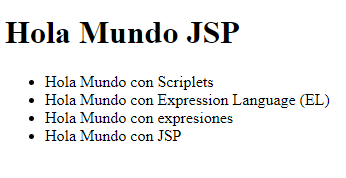 Hola Mundo JSP
Hola Mundo con Scriplets
Hola Mundo con Expression Language (EL)
Hola Mundo con expresiones
Hola Mundo con JSP